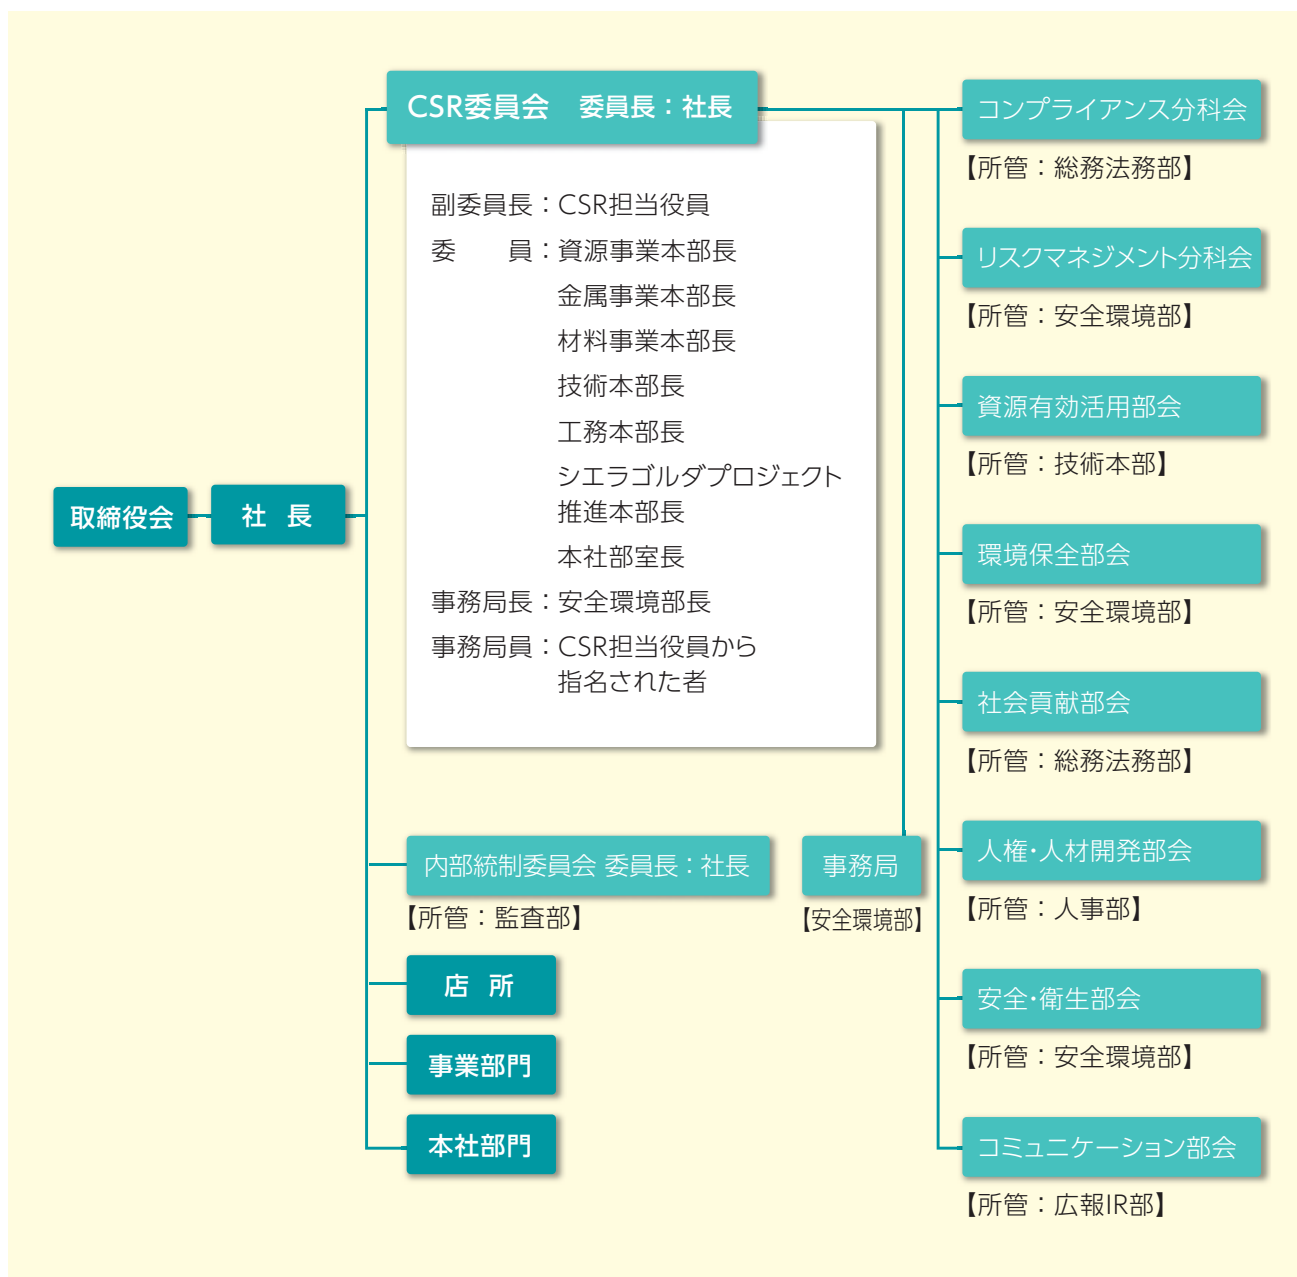 取締役会
社 長
CSR委員会　委員長：社長
副委員長：CSR担当役員
委　　員：資源事業本部長
金属事業本部長
材料事業本部長
技術本部長
工務本部長
シエラゴルダプロジェクト
推進本部長
本社部室長
事務局長：安全環境部長
事務局員：CSR担当役員から
指名された者
内部統制委員会 委員長：社長
【所管：監査部】
店 所
事業部門
本社部門
事務局
【安全環境部】
コンプライアンス分科会
【所管：総務法務部】
リスクマネジメント分科会
【所管：安全環境部】
資源有効活用部会
【所管：技術本部】
環境保全部会
【所管：安全環境部】
社会貢献部会
【所管：総務法務部】
人権・人材開発部会
【所管：人事部】
安全・衛生部会
【所管：安全環境部】
コミュニケーション部会
【所管：広報IR部】